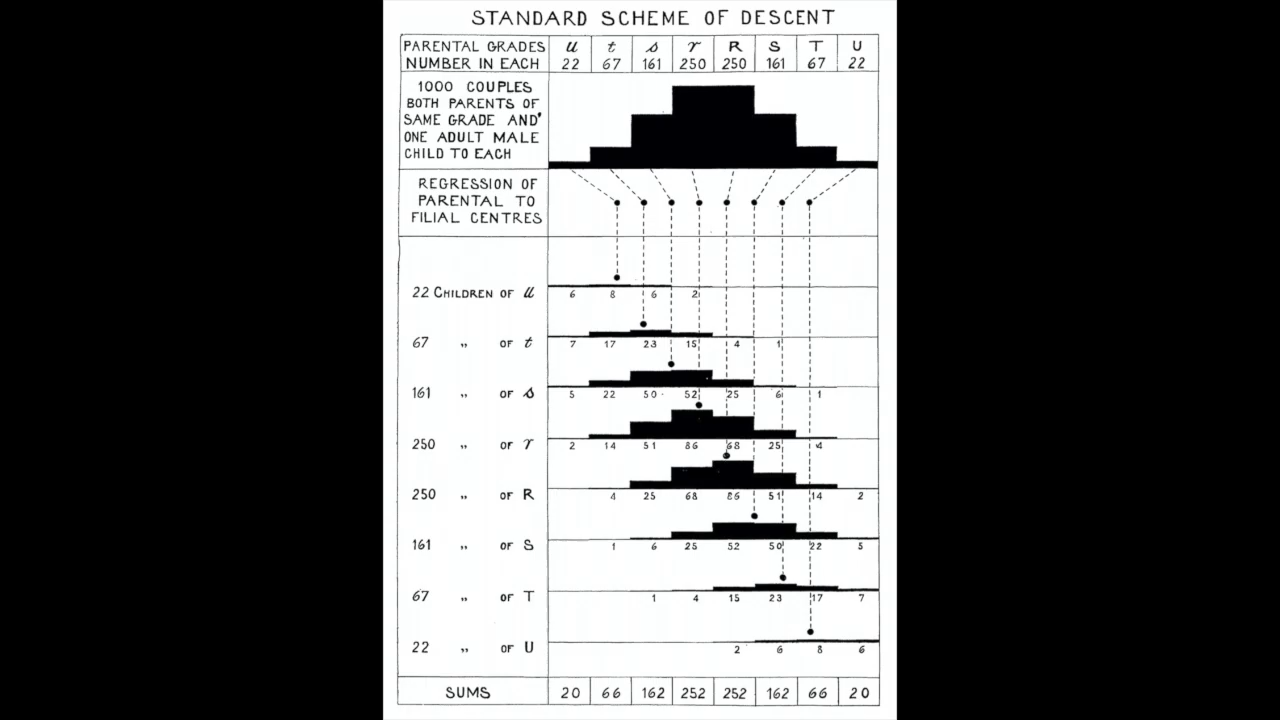 STANDARD SCHEME OF DESCENT
PARENTAL GRADES u t s r R S T U
NUMBER IN EACH 22 67 161 250 250 161 67 22
1000 COUPLES
BOTH PARENTS OF
SAME GRADE AND
ONE ADULT MALE
CHILD TO EACH
REGRESSION OF
PARENTAL TO
FILIAL CENTRES
22 CHILDREN OF u 6 8 6 2
67 „ OF t 7 17 23 15 4 1
161 „ OF s 5 22 50 52 25 6 1
250 „ OF r 2 14 51 86 68 25 4
250 „ OF R 4 25 68 86 51 14 2
161 „ OF S 1 6 25 52 50 22 5
67 „ OF T 1 4 15 23 17 7
22 „ OF U 2 6 8 6
SUMS 20 66 162 252 252 162 66 20